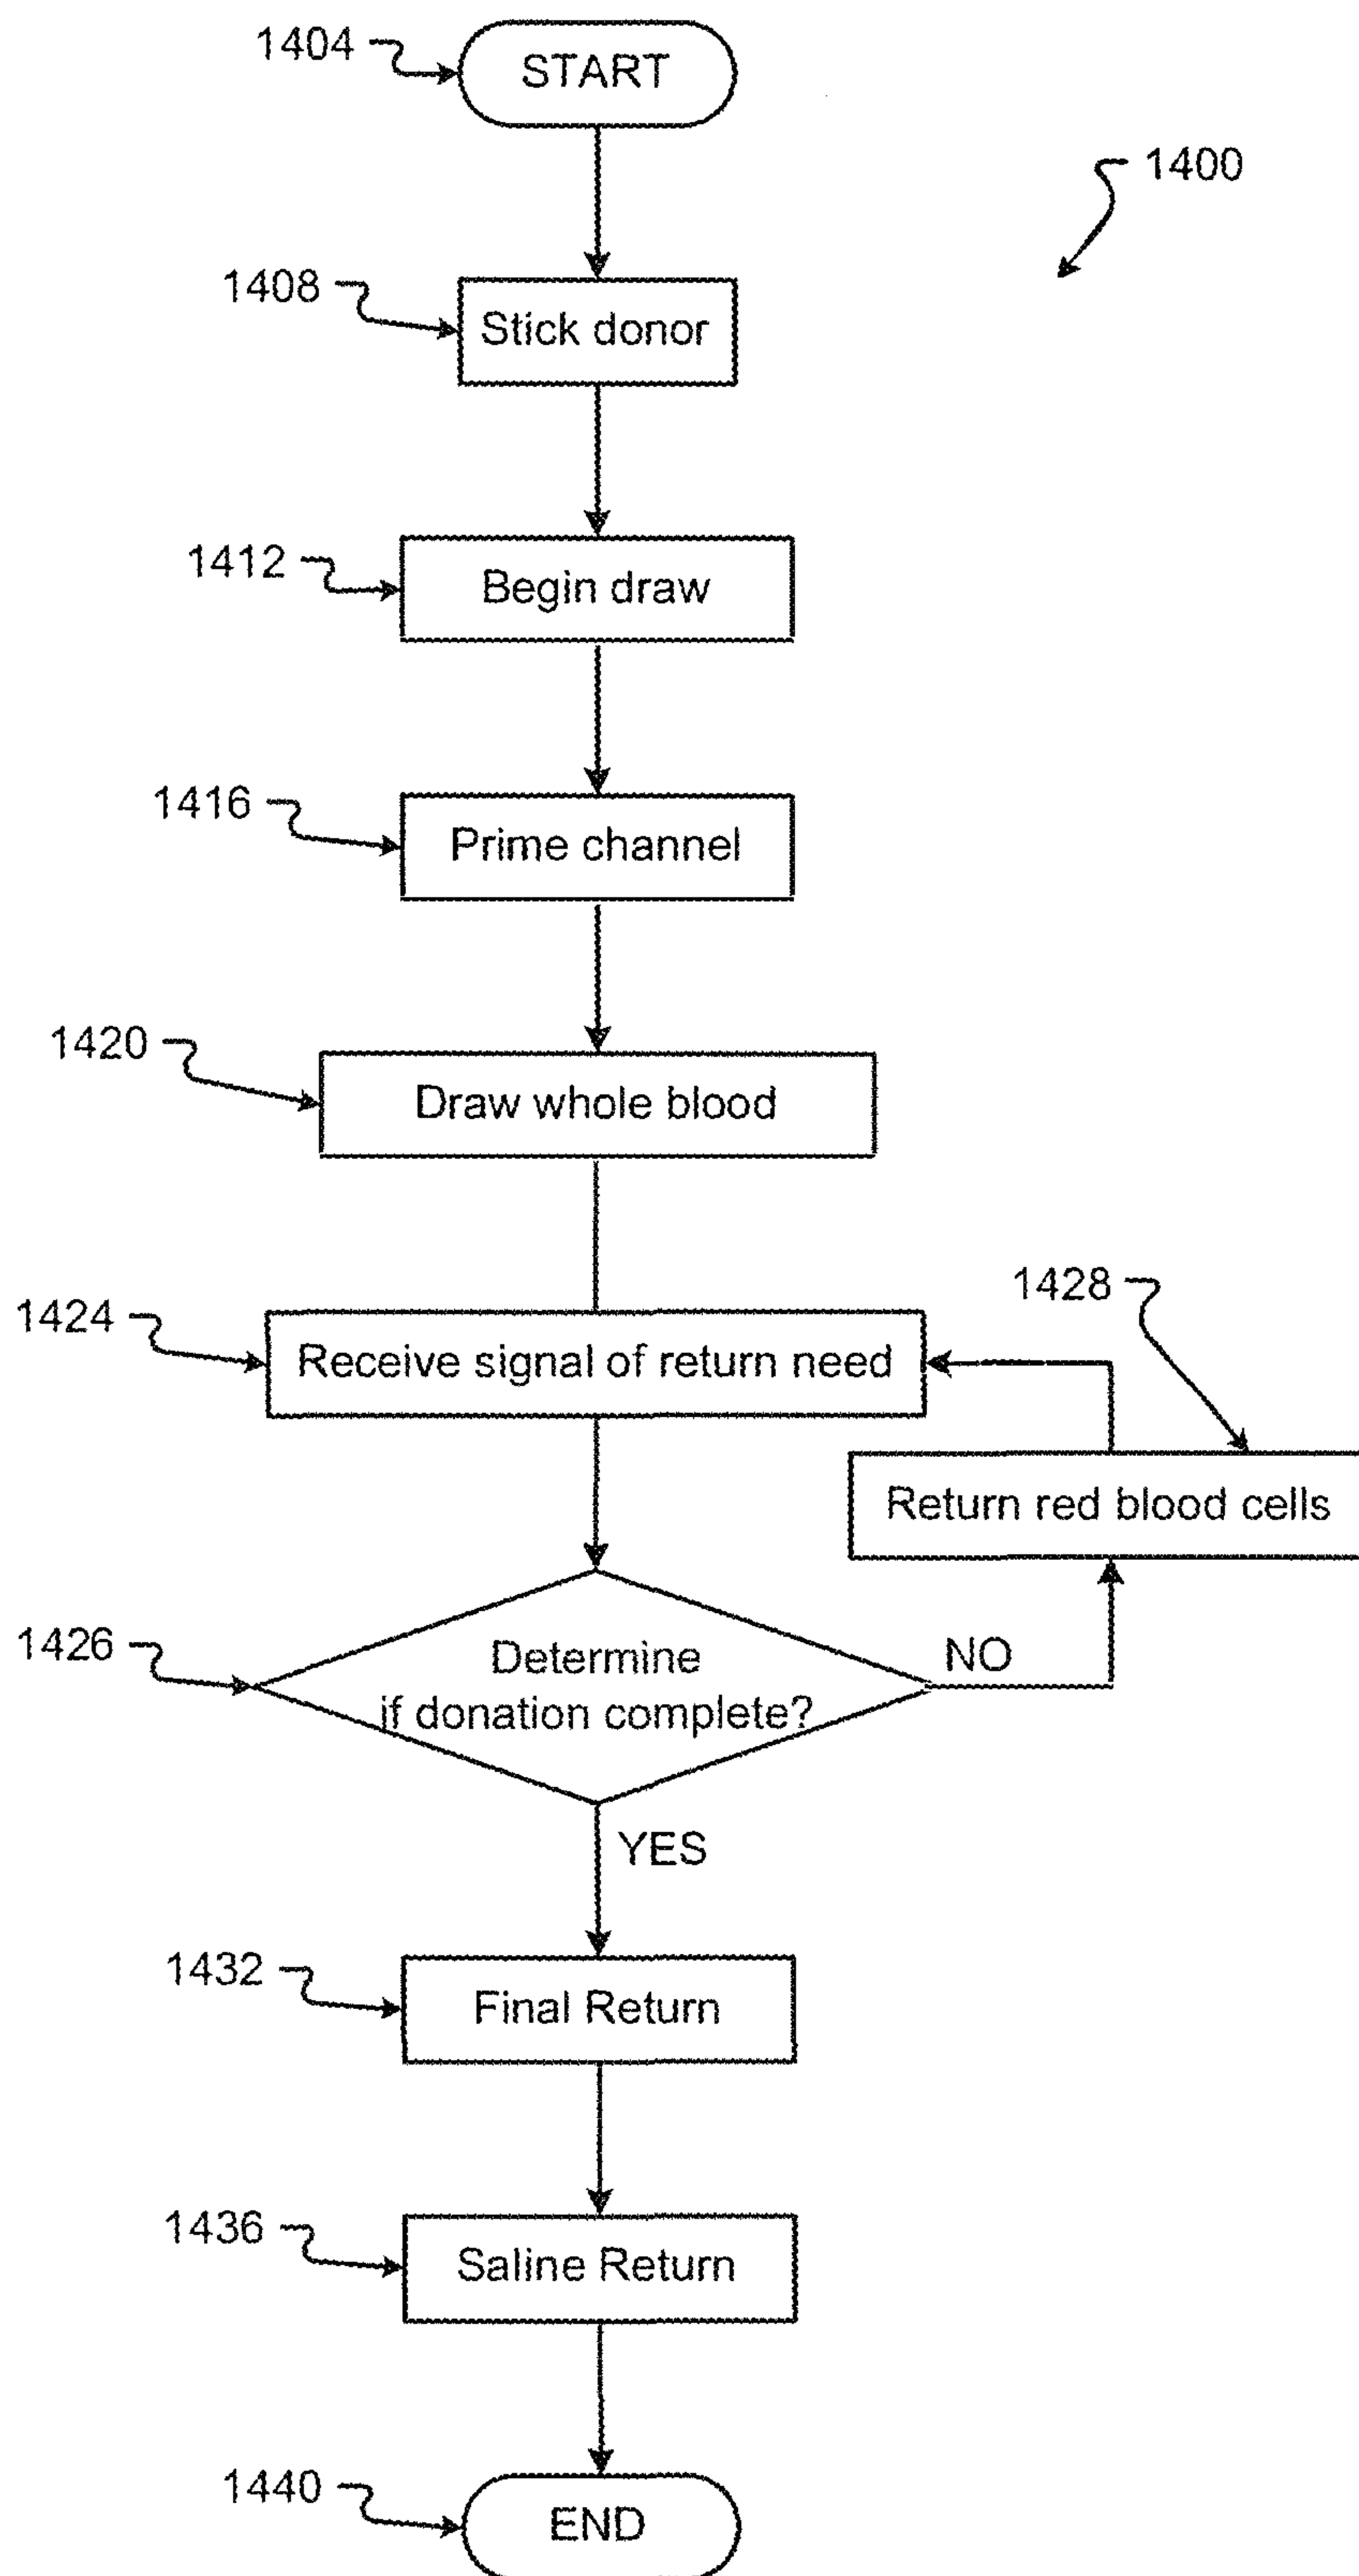 1404
START
1400
1408
Stick donor
1412
Begin draw
1416
Prime channel
1420
Draw whole blood
1428
1424
Receive signal of return need
Return red blood cells
1426
Determine
if donation complete?
NO
YES
1432
Final Return
1436
Saline Return
1440
END